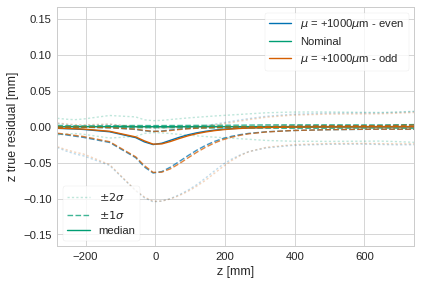 0.15
0.10
0.05
0.00
−0.05
−0.10
−0.15
z true residual [mm]
μ = +1000μm - even
Nominal
μ = +1000μm - odd
±2σ
±1σ
median
−200
0
200
400
600
z [mm]